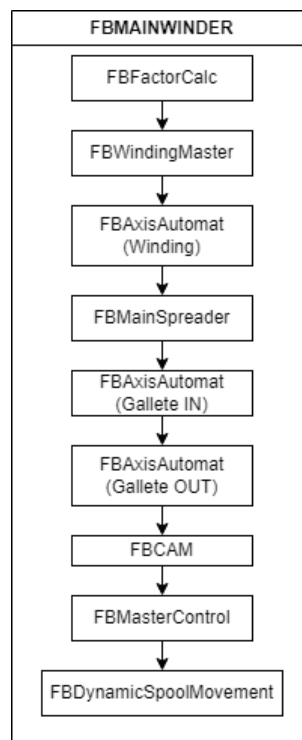 FBMAINWINDER
FBFactorCalc
FBWindingMaster
FBAxisAutomat
(Winding)
FBMainSpreader
FBAxisAutomat
(Gallete IN)
FBAxisAutomat
(Gallete OUT)
FBCAM
FBMasterControl
FBDynamicSpoolMovement